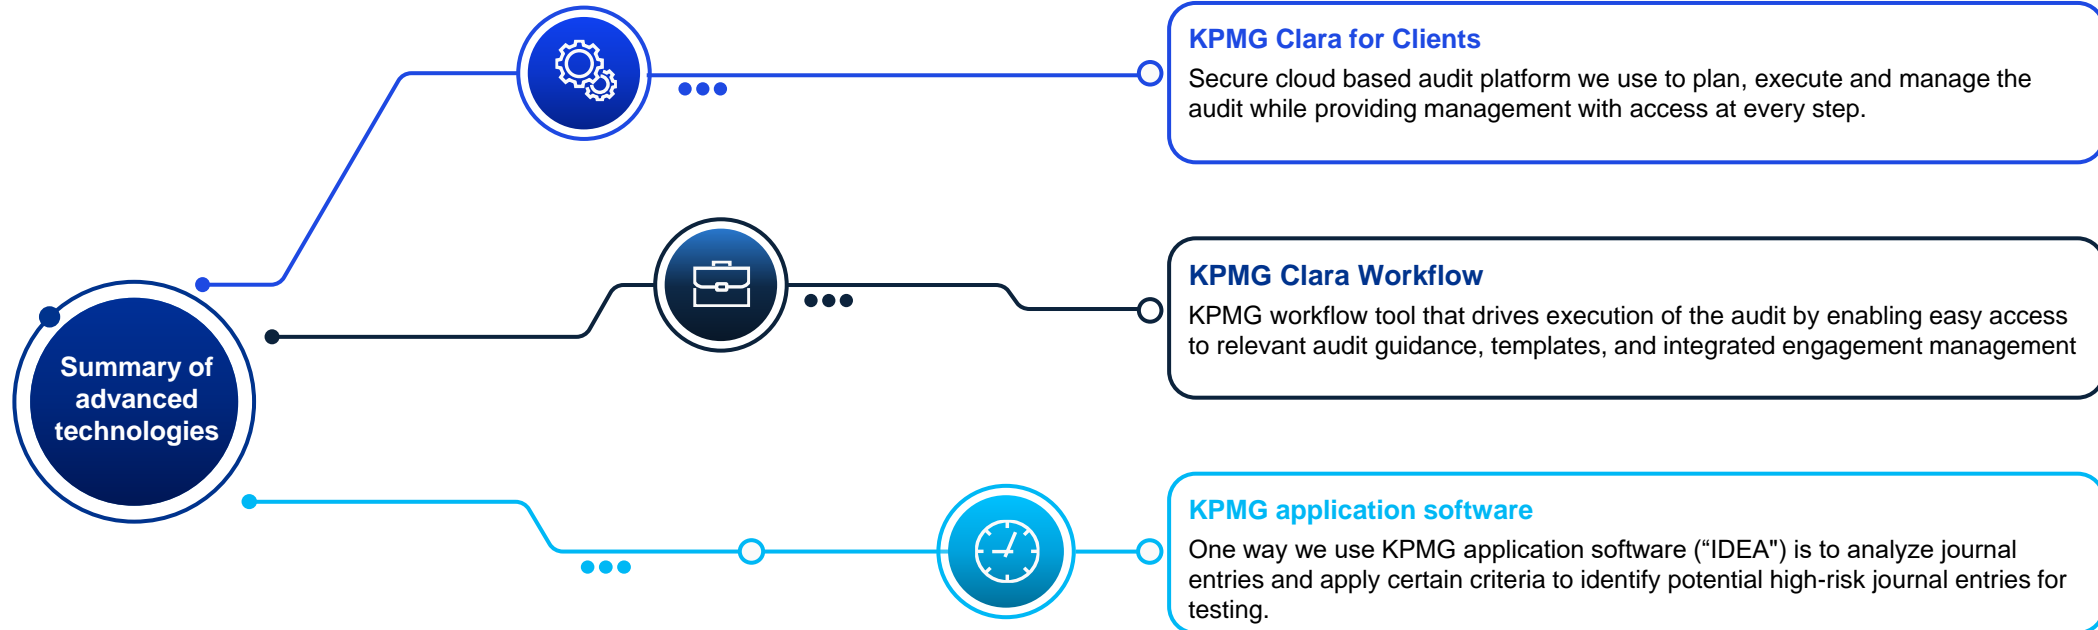 KPMG Clara for Clients
Secure cloud based audit platform we use to plan, execute and manage the
audit while providing management with access at every step.
KPMG Clara Workflow
KPMG workflow tool that drives execution of the audit by enabling easy access
to relevant audit guidance, templates, and integrated engagement management
Summary of
advanced
technologies
KPMG application software
One way we use KPMG application software (“IDEA") is to analyze journal
entries and apply certain criteria to identify potential high-risk journal entries for
testing.